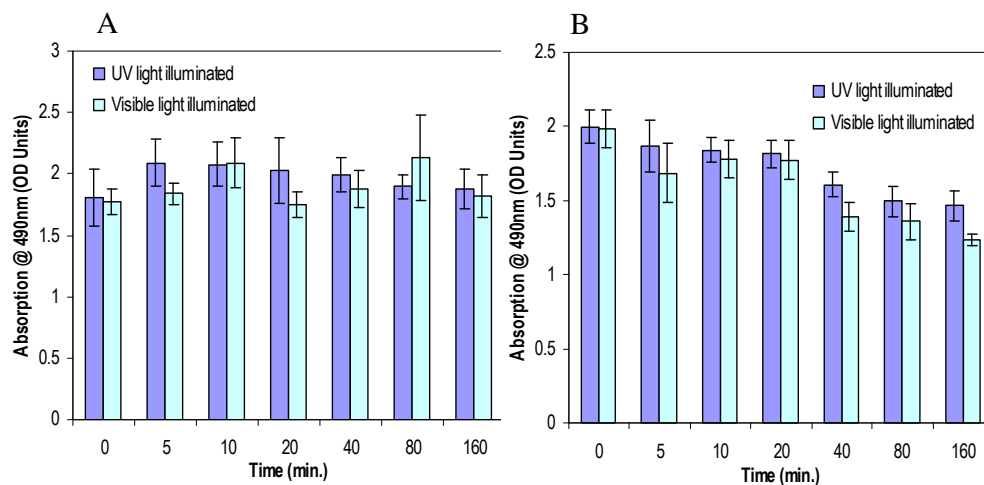 A
Absorption @ 490nm (OD Units)
3
2.5
2
1.5
1
0.5
0
UV light illuminated
Visible light illuminated
0 5 10 20 40 80 160
Time (min.)
B
Absorption @ 490nm (OD Units)
2.5
2
1.5
1
0.5
0
UV light illuminated
Visible light illuminated
0 5 10 20 40 80 160
Time (min.)